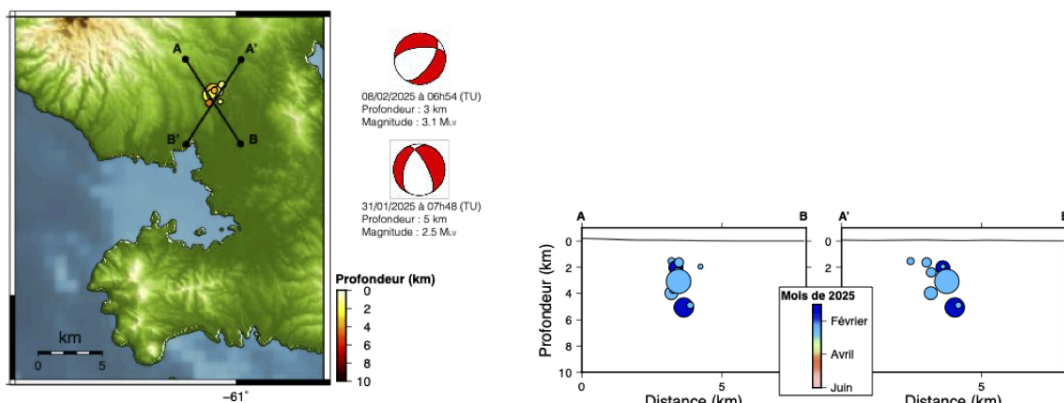 A
A'
B'
B
km
0
5
−61°
08/02/2025 à 06h54 (TU)
Profondeur : 3 km
Magnitude : 3.1 MLv
31/01/2025 à 07h48 (TU)
Profondeur : 5 km
Magnitude : 2.5 MLv
Profondeur (km)
0
2
4
6
8
10
A
B
Profondeur (km)
0
2
4
6
8
10
0
5
Distance (km)
A'
0
2
4
5
Distance (km)
Mois de 2025
Février
Avril
Juin